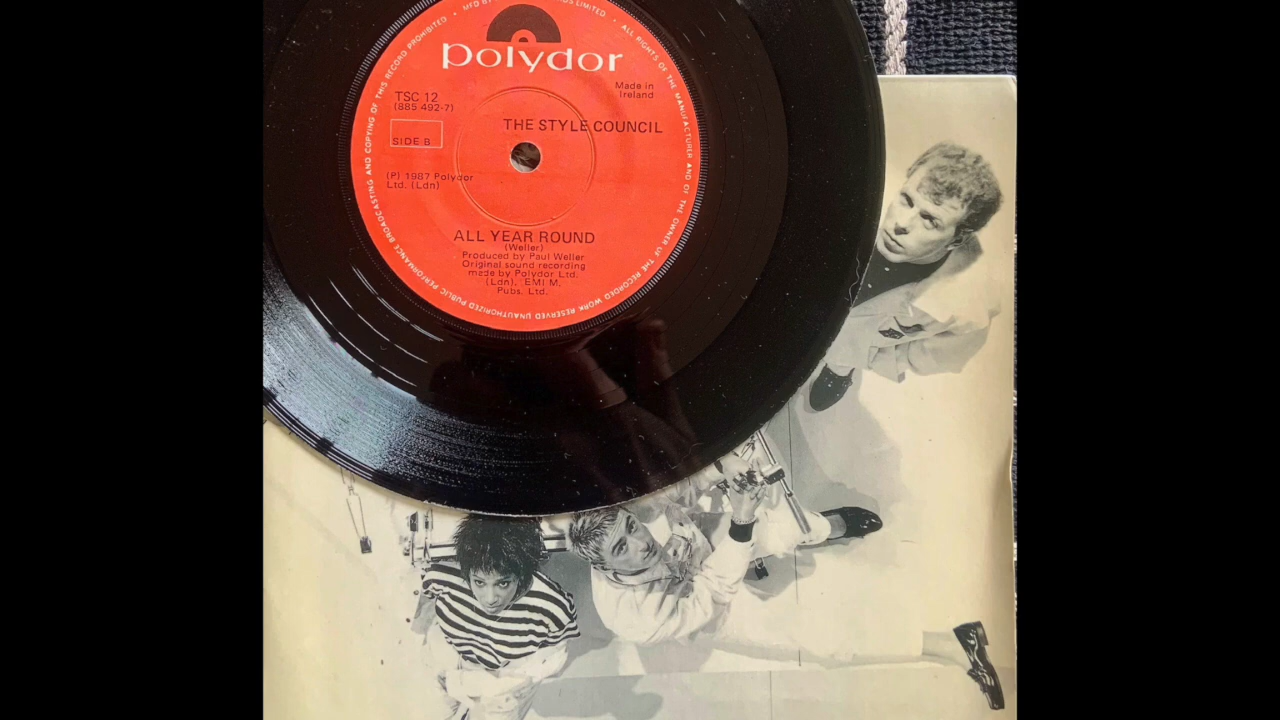 polydor
Made in
Ireland
TSC 12
(885 492-7)
THE STYLE COUNCIL
SIDE B
(P) 1987 Polydor
Ltd. (Ldn)
ALL YEAR ROUND
(Weller)
Produced by Paul Weller
Original sound recording
made by Polydor Ltd.
(Ldn), EMI M.
Pubs. Ltd.
LIMITED • ALL RIGHTS OF THE MANUFACTURER AND OF THE OWNER OF THE RECORDED WORK RESERVED UNAUTHORIZED PUBLIC PERFORMANCE BROADCASTING AND COPYING OF THIS RECORD PROHIBITED • MFD BY